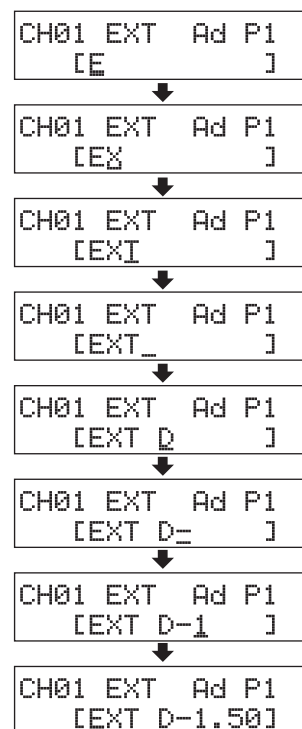 CH01 EXT Ad P1
[E ]
CH01 EXT Ad P1
[EX ]
CH01 EXT Ad P1
[EXT ]
CH01 EXT Ad P1
[EXT_ ]
CH01 EXT Ad P1
[EXT D ]
CH01 EXT Ad P1
[EXT D- ]
CH01 EXT Ad P1
[EXT D-1 ]
CH01 EXT Ad P1
[EXT D-1.50]